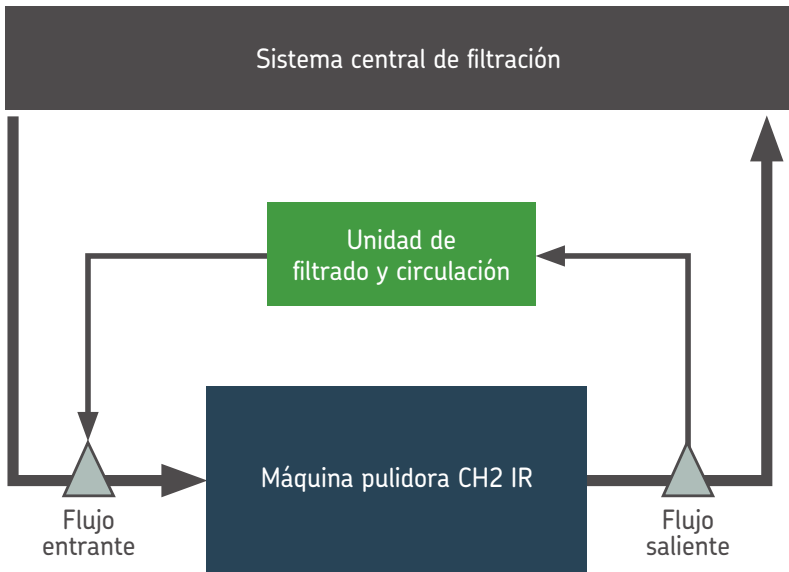 Sistema central de filtración
Unidad de
filtrado y circulación
Máquina pulidora CH2 IR
Flujo
entrante
Flujo
saliente